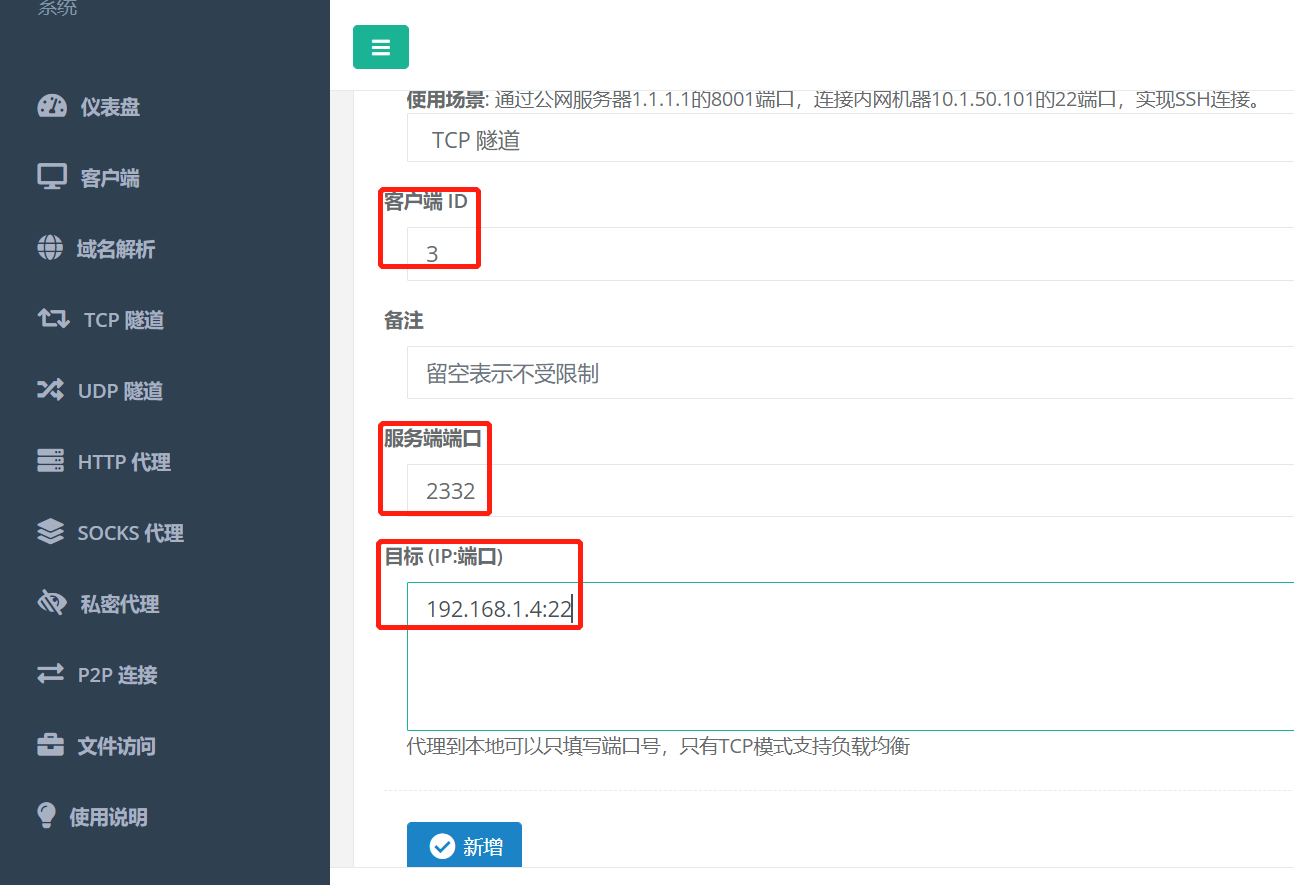 系统
仪表盘
客户端
域名解析
TCP 隧道
UDP 隧道
HTTP 代理
SOCKS 代理
私密代理
P2P 连接
文件访问
使用说明
使用场景: 通过公网服务器1.1.1.1的8001端口，连接内网机器10.1.50.101的22端口，实现SSH连接。
TCP 隧道
客户端 ID
3
备注
留空表示不受限制
服务端端口
2332
目标 (IP:端口)
192.168.1.4:22
代理到本地可以只填写端口号，只有TCP模式支持负载均衡
新增